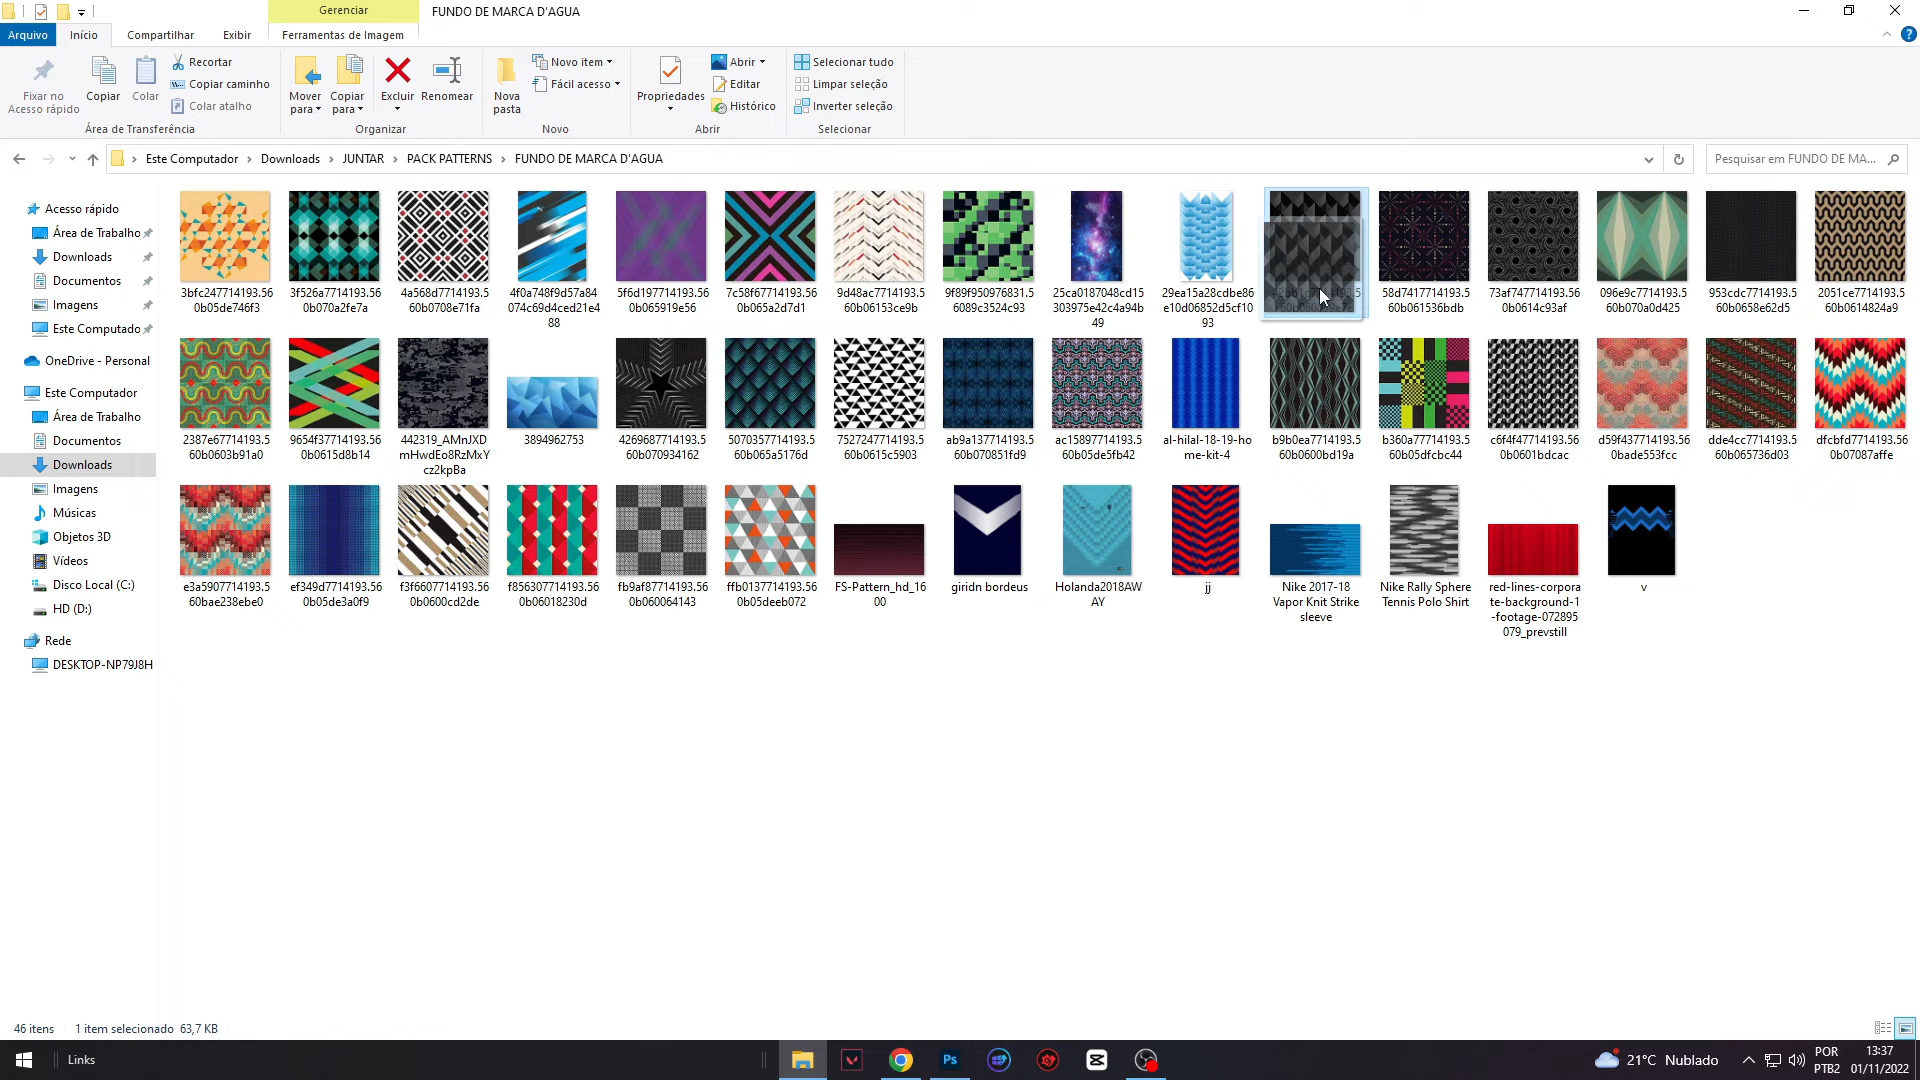 Gerenciar
FUNDO DE MARCA D'AGUA
Arquivo
Início
Compartilhar
Exibir
Ferramentas de Imagem
Fixar no
Acesso rápido
Copiar
Colar
Recortar
Copiar caminho
Colar atalho
Mover
para
Copiar
para
Excluir
Renomear
Nova
pasta
Novo item
Fácil acesso
Propriedades
Abrir
Editar
Histórico
Selecionar tudo
Limpar seleção
Inverter seleção
Área de Transferência
Organizar
Novo
Abrir
Selecionar
Este Computador
Downloads
JUNTAR
PACK PATTERNS
FUNDO DE MARCA D'AGUA
Pesquisar em FUNDO DE MA...
Acesso rápido
Área de Trabalho
Downloads
Documentos
Imagens
Este Computado
OneDrive - Personal
Este Computador
Área de Trabalho
Documentos
Downloads
Imagens
Músicas
Objetos 3D
Vídeos
Disco Local (C:)
HD (D:)
Rede
DESKTOP-NP79J8H
3bfc247714193.56
0b05de746f3
3f526a7714193.56
0b070a2fe7a
4a568d7714193.5
60b0708e71fa
4f0a748f9d57a84
074c69d4ced21e4
88
5f6d197714193.56
0b065919e56
7c58f67714193.56
0b065a2d7d1
9d48ac7714193.5
60b06153ce9b
9f89f950976831.5
6089c3524c93
25ca0187048cd15
303975e42c4a94b
49
29ea15a28cdbe86
e10d06852d5cf10
93
58d7417714193.5
60b061536bdb
73af747714193.560
0b0614c93af
096e9c7714193.5
60b070a0d425
953cdc7714193.5
60b0658e62d5
2051ce7714193.5
60b0614824a9
2387e67714193.5
60b0603b91a0
9654f37714193.56
0b0615d8b14
442319_AMnJXD
mHwdEo8RzMxY
cz2kpBa
3894962753
4269687714193.5
60b070934162
5070357714193.5
60b065a5176d
7527247714193.5
60b0615c5903
ab9a137714193.5
60b070851fd9
ac15897714193.5
60b05de5fb42
al-hilal-18-19-ho
me-kit-4
b9b0ea7714193.5
60b0600bd19a
b360a77714193.5
60b05dfcbc44
c6f4f47714193.56
0b0601bdcac
d59f437714193.56
0bade553fcc
dde4cc7714193.5
60b065736d03
dfcbfd7714193.56
0b07087affe
e3a5907714193.5
60bae238ebe0
ef349d7714193.56
0b05de3a0f9
f3f6607714193.56
0b0600cd2de
f856307714193.56
0b06018230d
fb9af87714193.56
0b060064143
ffb0137714193.56
0b05deeb072
FS-Pattern_hd_16
00
giridn bordeus
Holanda2018AW
AY
jj
Nike 2017-18
Vapor Knit Strike
sleeve
Nike Rally Sphere
Tennis Polo Shirt
red-lines-corpora
te-background-1
-footage-072895
079_prevstill
v
46 itens
1 item selecionado 63,7 KB
Links
Ps
21°C Nublado
POR
PTB2
13:37
01/11/2022